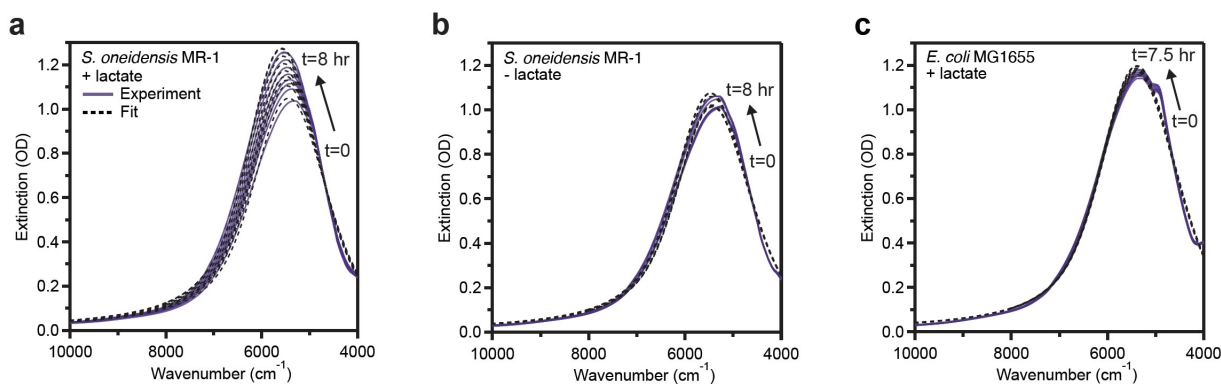 a
S. oneidensis MR-1
+ lactate
Experiment
Fit
t=8 hr
t=0
Extinction (OD)
1.2
1.0
0.8
0.6
0.4
0.2
0.0
10000 8000 6000 4000
Wavenumber (cm⁻¹)
b
S. oneidensis MR-1
- lactate
t=8 hr
t=0
Extinction (OD)
1.2
1.0
0.8
0.6
0.4
0.2
0.0
10000 8000 6000 4000
Wavenumber (cm⁻¹)
c
E. coli MG1655
+ lactate
t=7.5 hr
t=0
Extinction (OD)
1.2
1.0
0.8
0.6
0.4
0.2
0.0
10000 8000 6000 4000
Wavenumber (cm⁻¹)